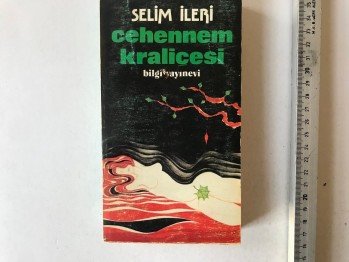 SELİM İLERİ
cehennem
kraliçesi
bilgi yayınevi